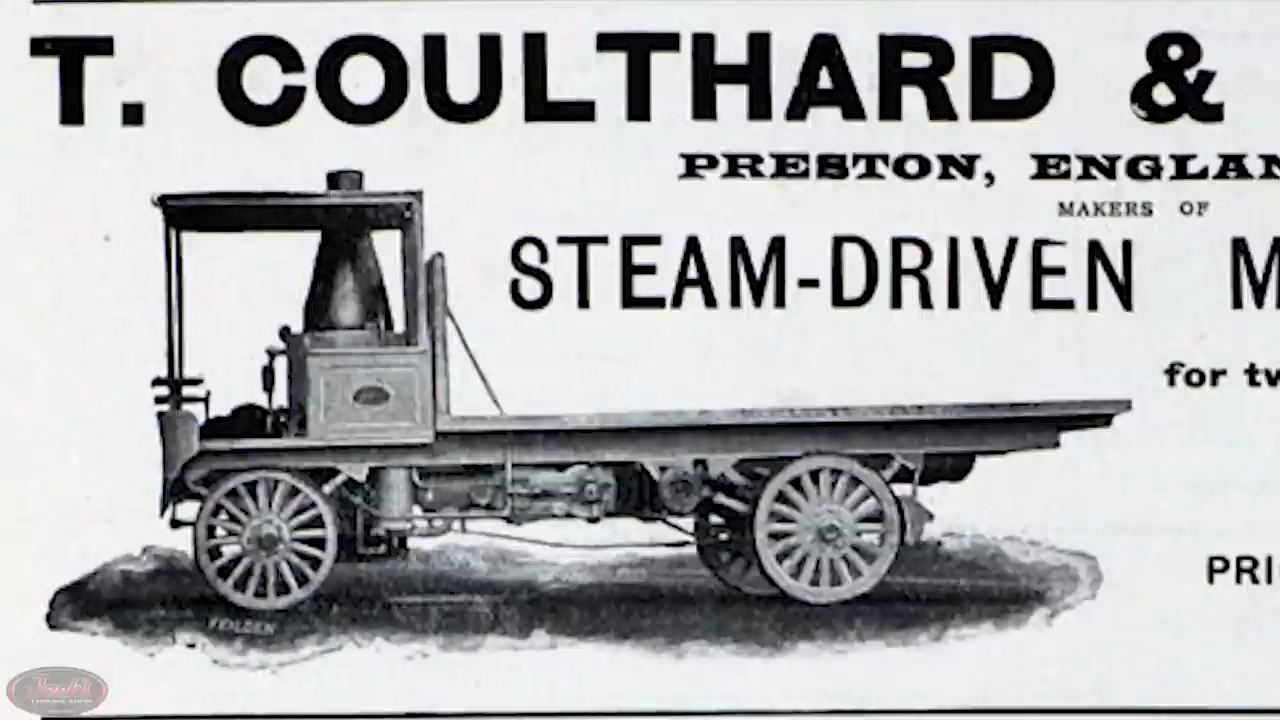 T. COULTHARD &
PRESTON, ENGLAN
MAKERS OF
STEAM-DRIVEN M
for tw
PRI